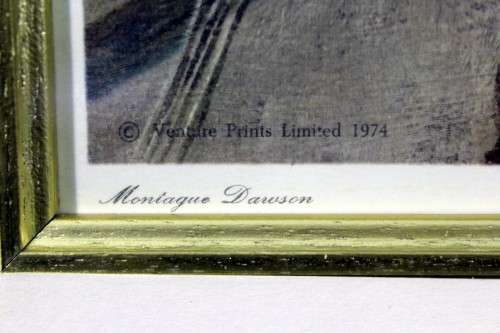 © Venture Prints Limited 1974
Montague Dawson